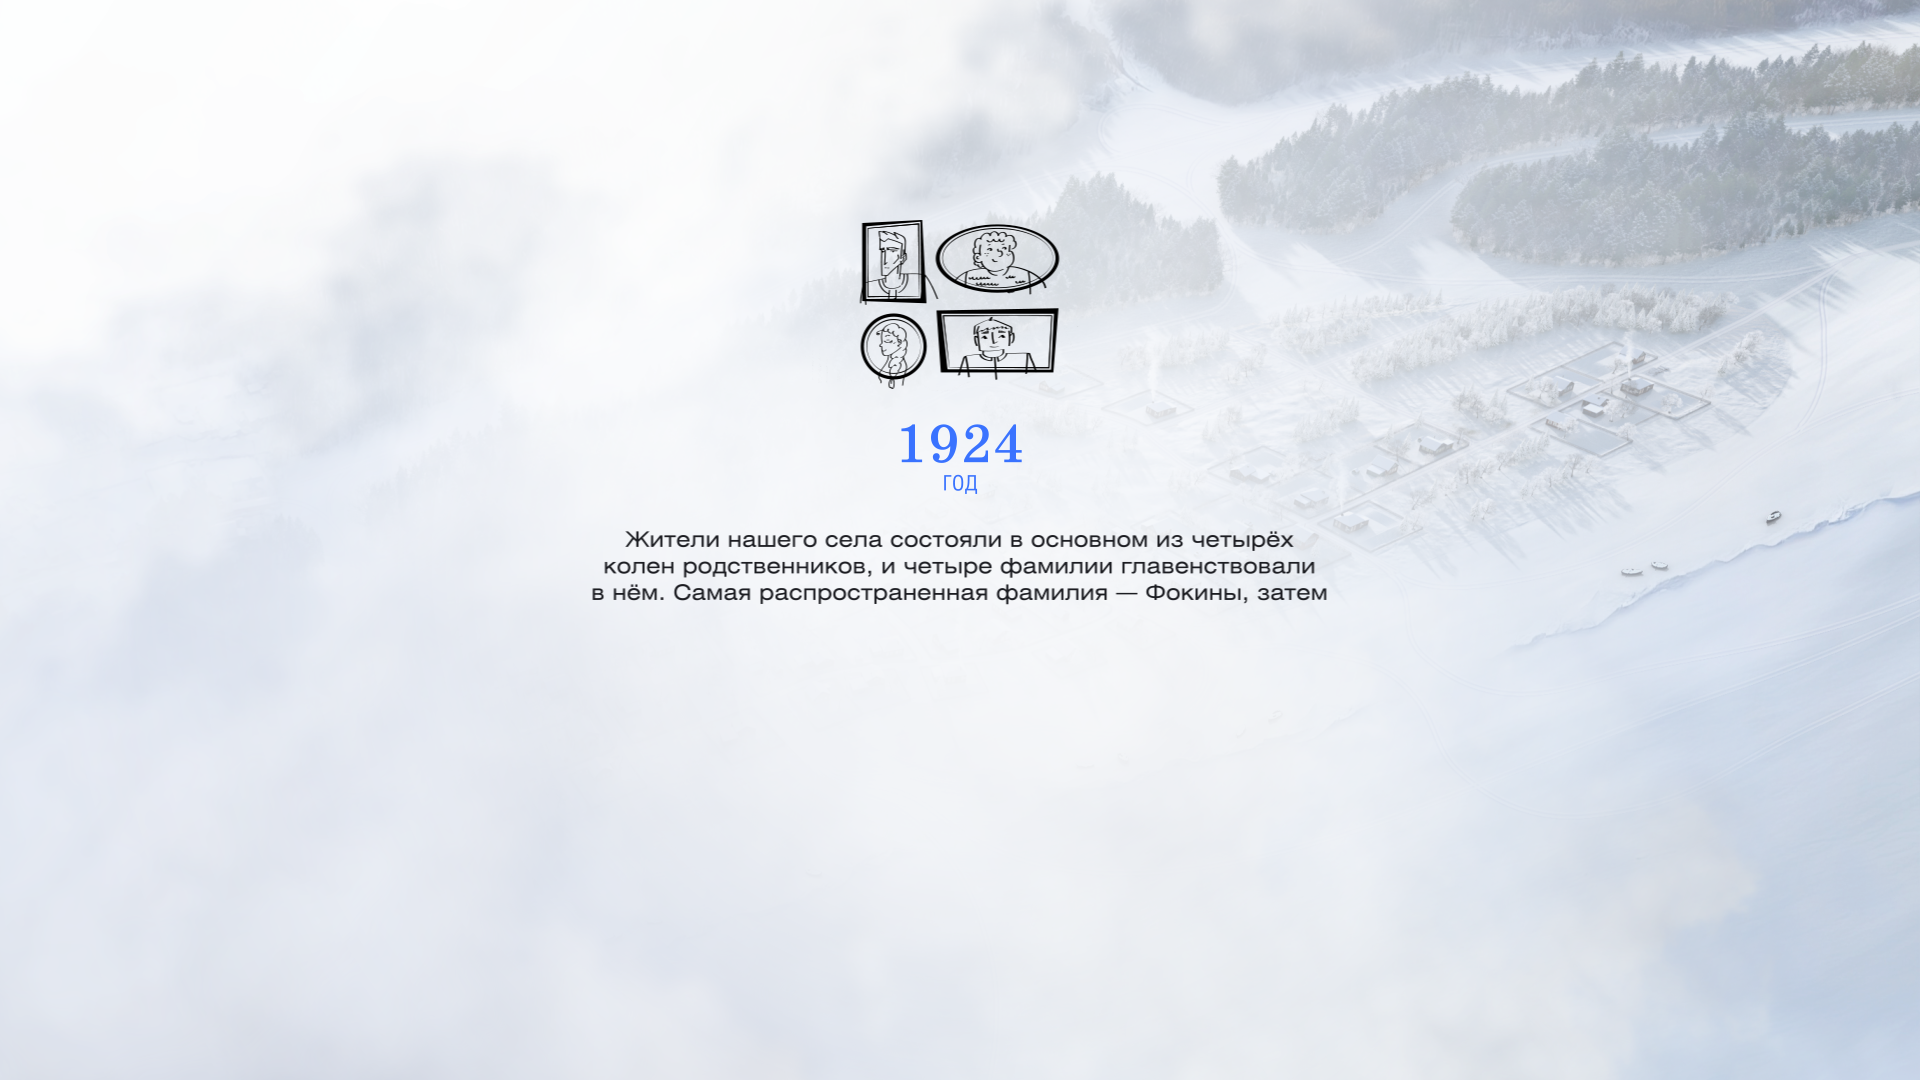 1924
ГОД
Жители нашего села состояли в основном из четырёх
колен родственников, и четыре фамилии главенствовали
в нём. Самая распространенная фамилия — Фокины, затем